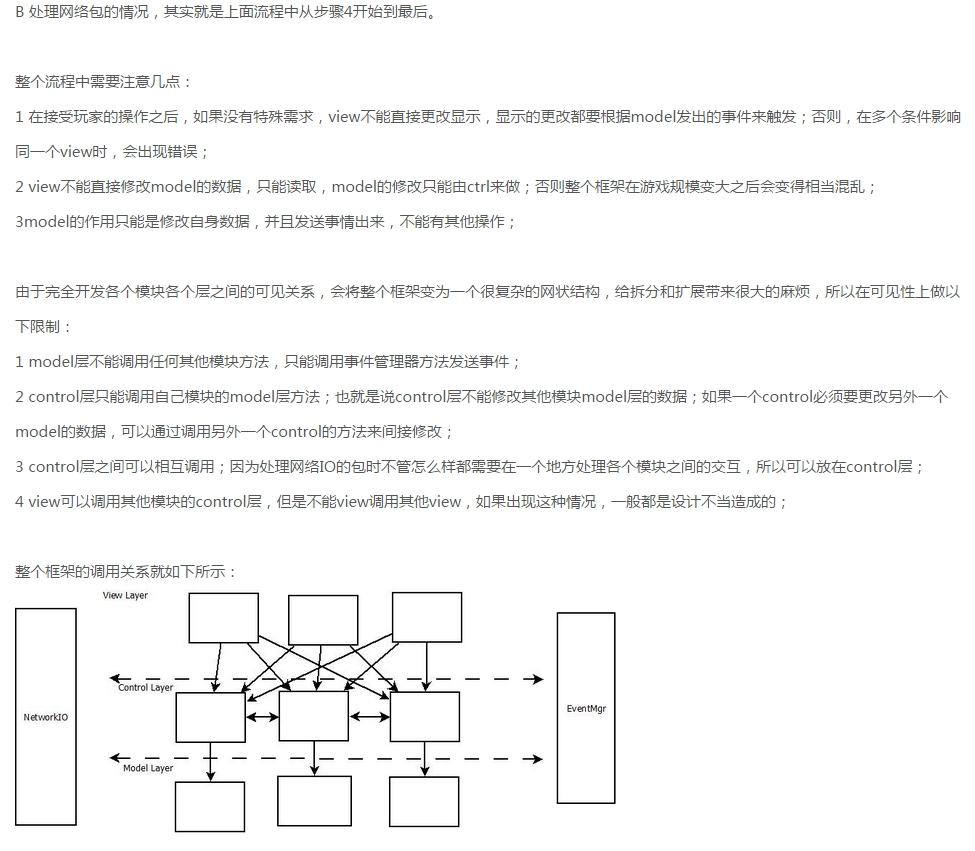 B 处理网络包的情况，其实就是上面流程中从步骤4开始到最后。
整个流程中需要注意几点：
1 在接受玩家的操作之后，如果没有特殊需求，view不能直接更改显示，显示的更改都要根据model发出的事件来触发；否则，在多个条件影响
同一个view时，会出现错误；
2 view不能直接修改model的数据，只能读取，model的修改只能由ctrl来做；否则整个框架在游戏规模变大之后会变得相当混乱；
3model的作用只能是修改自身数据，并且发送事情出来，不能有其他操作；
由于完全开发各个模块各个层之间的可见关系，会将整个框架变为一个很复杂的网状结构，给拆分和扩展带来很大的麻烦，所以在可见性上做以
下限制：
1 model层不能调用任何其他模块方法，只能调用事件管理器方法发送事件；
2 control层只能调用自己模块的model层方法；也就是说control层不能修改其他模块model层的数据；如果一个control必须要更改另外一个
model的数据，可以通过调用另外一个control的方法来间接修改；
3 control层之间可以相互调用；因为处理网络IO的包时不管怎么样都需要在一个地方处理各个模块之间的交互，所以可以放在control层；
4 view可以调用其他模块的control层，但是不能view调用其他view，如果出现这种情况，一般都是设计不当造成的；
整个框架的调用关系就如下所示：
View Layer
Control Layer
NetworkIO
EventMgr
Model Layer